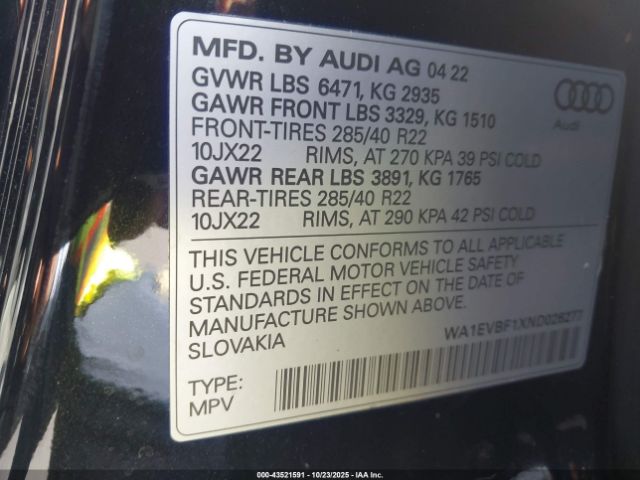 MFD. BY AUDI AG 04 22
GVWR LBS 6471, KG 2935
GAWR FRONT LBS 3329, KG 1510
FRONT-TIRES 285/40 R22
10JX22 RIMS, AT 270 KPA 39 PSI COLD
GAWR REAR LBS 3891, KG 1765
REAR-TIRES 285/40 R22
10JX22 RIMS, AT 290 KPA 42 PSI COLD
THIS VEHICLE CONFORMS TO ALL APPLICABLE
U.S. FEDERAL MOTOR VEHICLE SAFETY
STANDARDS IN EFFECT ON THE DATE OF
MANUFACTURE SHOWN ABOVE.
SLOVAKIA
TYPE:
MPV
Audi
WA1EVBF1XND026277
000-43521591 - 10/23/2025 - IAA Inc.